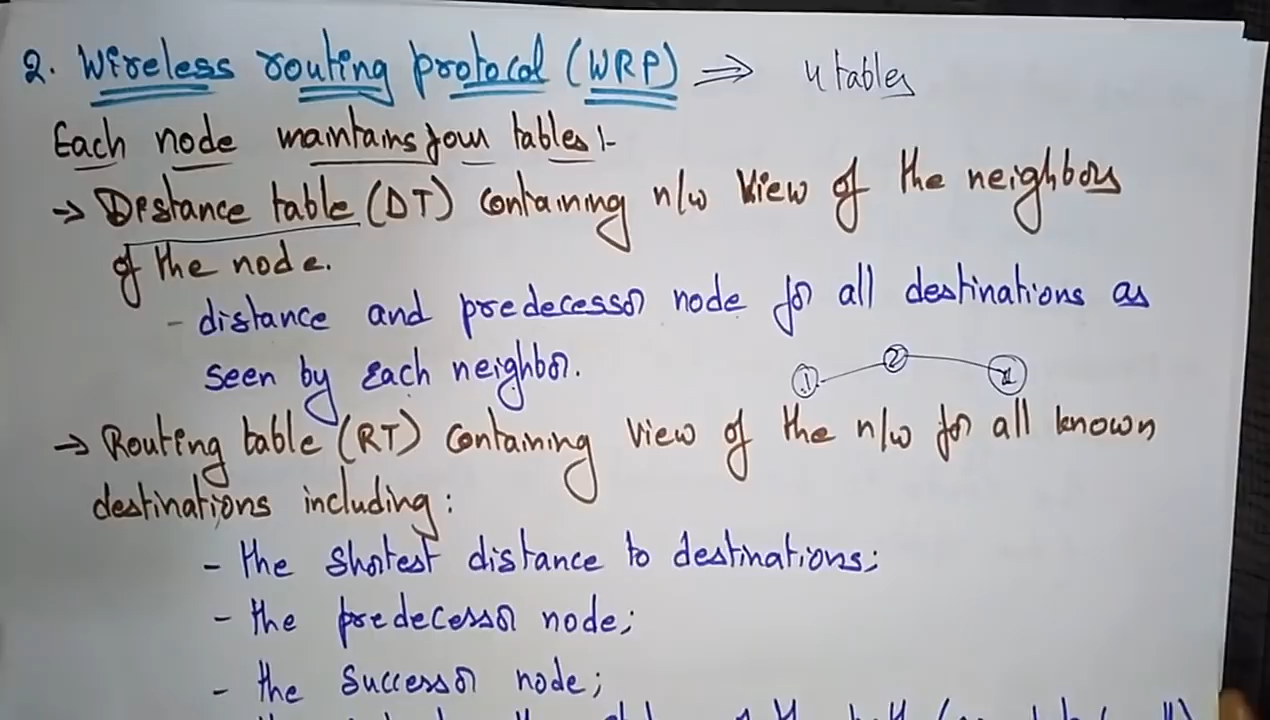 2. Wireless routing protocol (WRP) ⇒ 4 tables
Each node maintains four tables :-
→ Distance table (DT) containing n/w view of the neighbors
of the node.
- distance and predecessor node for all destinations as
seen by each neighbor.
1 2
→ Routing table (RT) containing view of the n/w for all known
destinations including :
- the shortest distance to destinations;
- the predecessor node;
- the successor node;